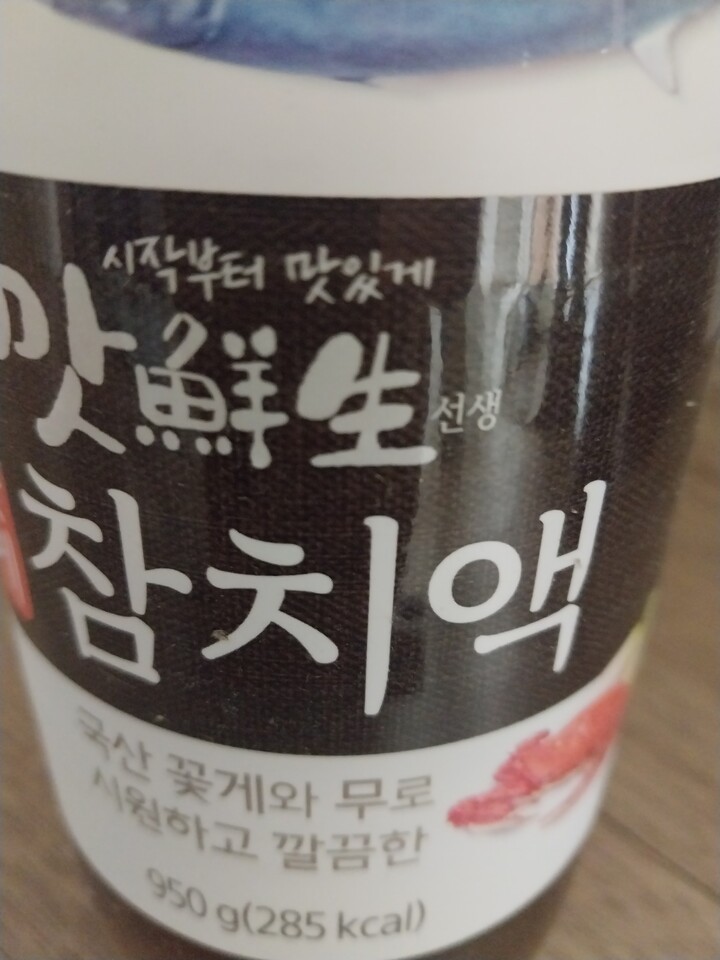 시작부터 맛있게
맛鮮生 선생
참치액
국산 꽃게와 무로
시원하고 깔끔한
950 g(285 kcal)